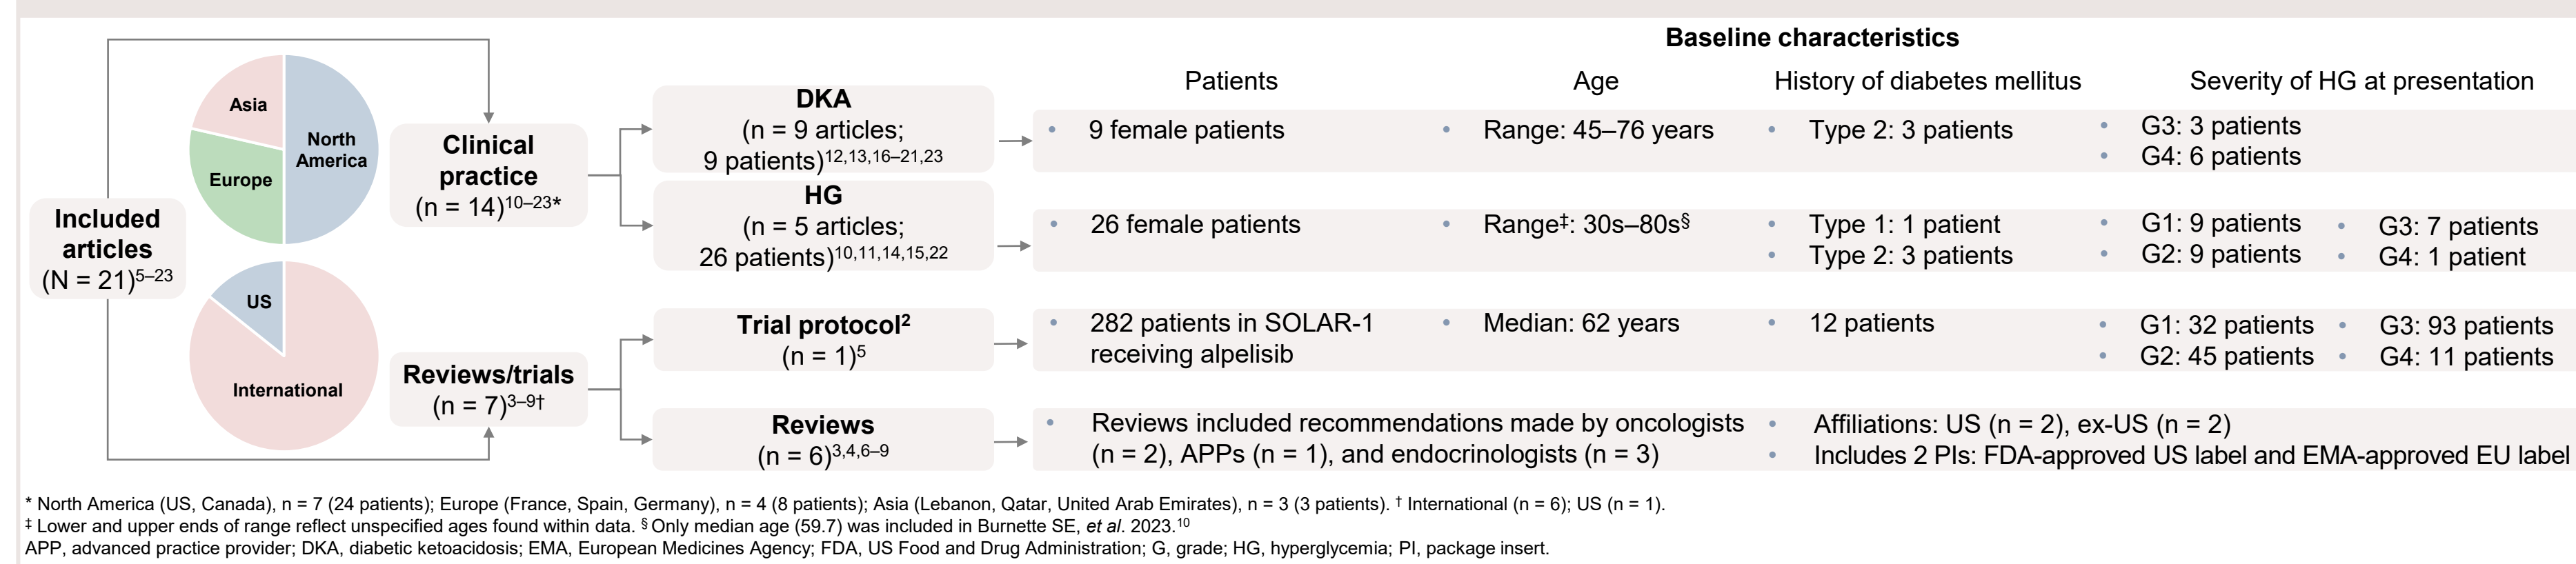 Baseline characteristics
Patients
Age
History of diabetes mellitus
Severity of HG at presentation
Asia
North
America
Europe
Included
articles
(N = 21)5–23
US
International
Clinical
practice
(n = 14)10–23*
Reviews/trials
(n = 7)3–9†
DKA
(n = 9 articles;
9 patients)12,13,16–21,23
• 9 female patients
• Range: 45–76 years
• Type 2: 3 patients
• G3: 3 patients
• G4: 6 patients
HG
(n = 5 articles;
26 patients)10,11,14,15,22
• 26 female patients
• Range‡: 30s–80s§
• Type 1: 1 patient
• Type 2: 3 patients
• G1: 9 patients
• G2: 9 patients
• G3: 7 patients
• G4: 1 patient
Trial protocol2
(n = 1)5
• 282 patients in SOLAR-1
receiving alpelisib
• Median: 62 years
• 12 patients
• G1: 32 patients
• G2: 45 patients
• G3: 93 patients
• G4: 11 patients
Reviews
(n = 6)3,4,6–9
• Reviews included recommendations made by oncologists
(n = 2), APPs (n = 1), and endocrinologists (n = 3)
• Affiliations: US (n = 2), ex-US (n = 2)
• Includes 2 PIs: FDA-approved US label and EMA-approved EU label
* North America (US, Canada), n = 7 (24 patients); Europe (France, Spain, Germany), n = 4 (8 patients); Asia (Lebanon, Qatar, United Arab Emirates), n = 3 (3 patients). † International (n = 6); US (n = 1).
‡ Lower and upper ends of range reflect unspecified ages found within data. § Only median age (59.7) was included in Burnette SE, et al. 2023.10
APP, advanced practice provider; DKA, diabetic ketoacidosis; EMA, European Medicines Agency; FDA, US Food and Drug Administration; G, grade; HG, hyperglycemia; PI, package insert.